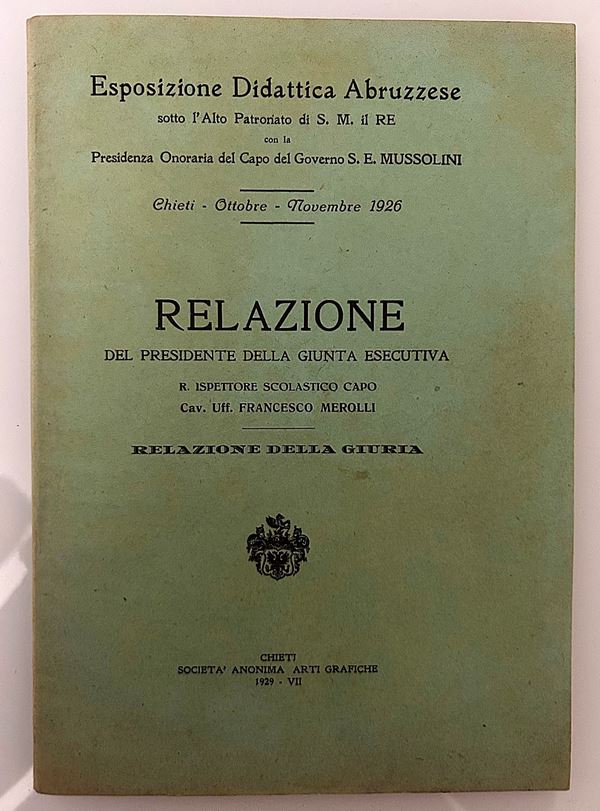 Esposizione Didattica Abruzzese
sotto l'Alto Patronato di S. M. il RE
con la
Presidenza Onoraria del Capo del Governo S. E. MUSSOLINI
Chieti - Ottobre - Novembre 1926
RELAZIONE
DEL PRESIDENTE DELLA GIUNTA ESECUTIVA
R. ISPETTORE SCOLASTICO CAPO
Cav. Uff. FRANCESCO MEROLLI
RELAZIONE DELLA GIURIA
CHIETI
SOCIETA' ANONIMA ARTI GRAFICHE
1929 - VII